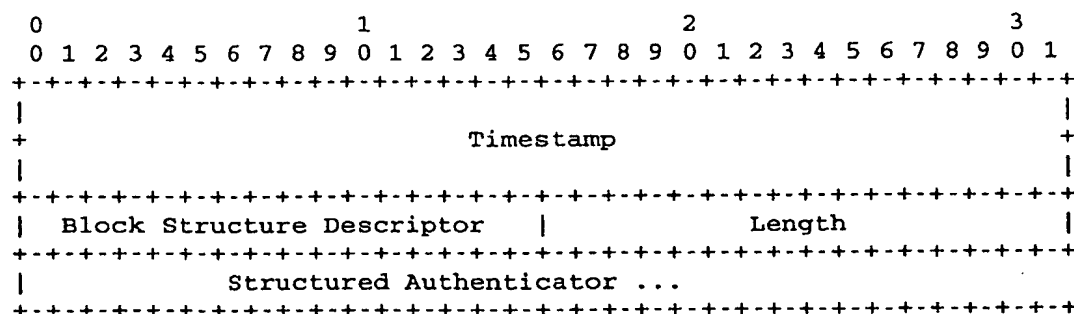 0                   1                   2                   3
 0 1 2 3 4 5 6 7 8 9 0 1 2 3 4 5 6 7 8 9 0 1 2 3 4 5 6 7 8 9 0 1
+-+-+-+-+-+-+-+-+-+-+-+-+-+-+-+-+-+-+-+-+-+-+-+-+-+-+-+-+-+-+-+-+
|                                                               |
+                           Timestamp                           +
|                                                               |
+-+-+-+-+-+-+-+-+-+-+-+-+-+-+-+-+-+-+-+-+-+-+-+-+-+-+-+-+-+-+-+-+
|  Block Structure Descriptor   |            Length             |
+-+-+-+-+-+-+-+-+-+-+-+-+-+-+-+-+-+-+-+-+-+-+-+-+-+-+-+-+-+-+-+-+
|            Structured Authenticator ...
+-+-+-+-+-+-+-+-+-+-+-+-+-+-+-+-+-+-+-+-+-+-+-+-+-+-+-+-+-+-+-+-+